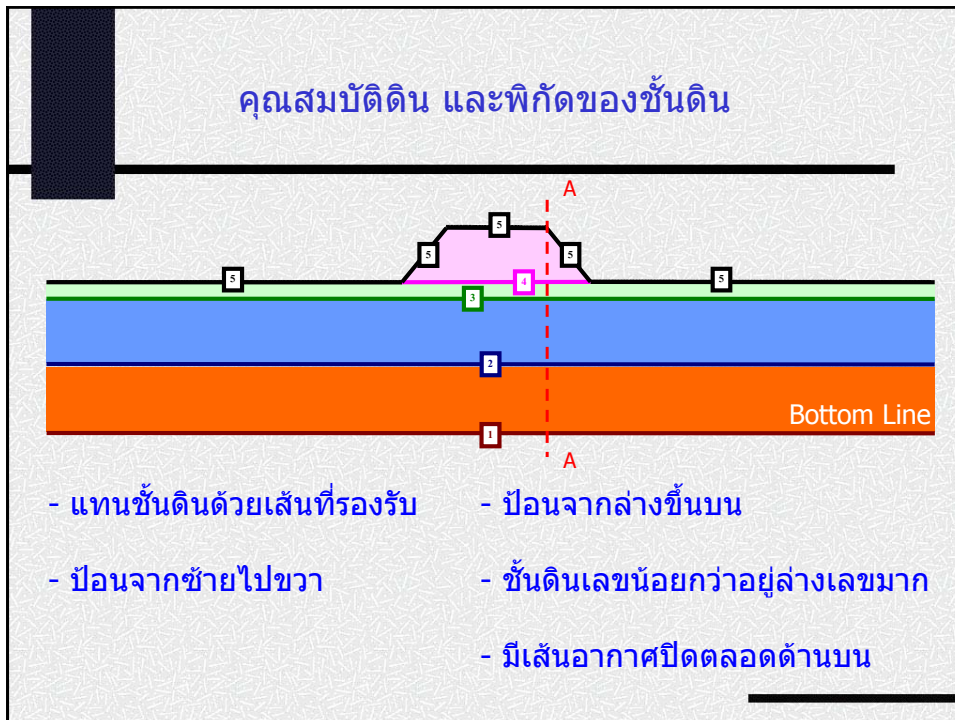 คุณสมบัติดิน และพิกัดของชั้นดิน
A
5
5
5
5
5
4
3
2
Bottom Line
1
A
- แทนชั้นดินด้วยเส้นที่รองรับ
- ป้อนจากล่างขึ้นบน
- ป้อนจากซ้ายไปขวา
- ชั้นดินเลขน้อยกว่าอยู่ล่างเลขมาก
- มีเส้นอากาศปิดตลอดด้านบน